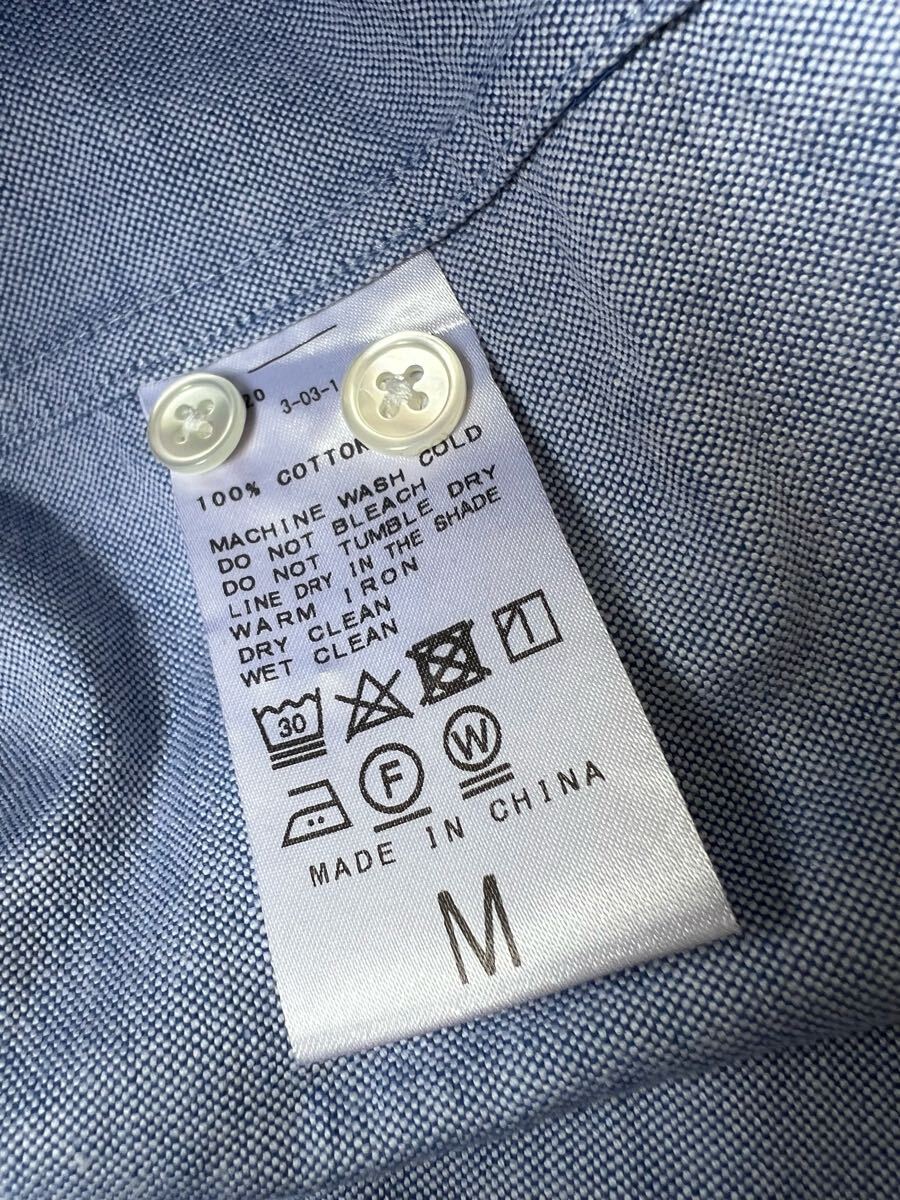 20 3-03-1
100% COTTON
MACHINE WASH COLD
DO NOT BLEACH
DO NOT TUMBLE DRY
LINE DRY IN THE SHADE
WARM IRON
DRY CLEAN
WET CLEAN
30
F W
MADE IN CHINA
M